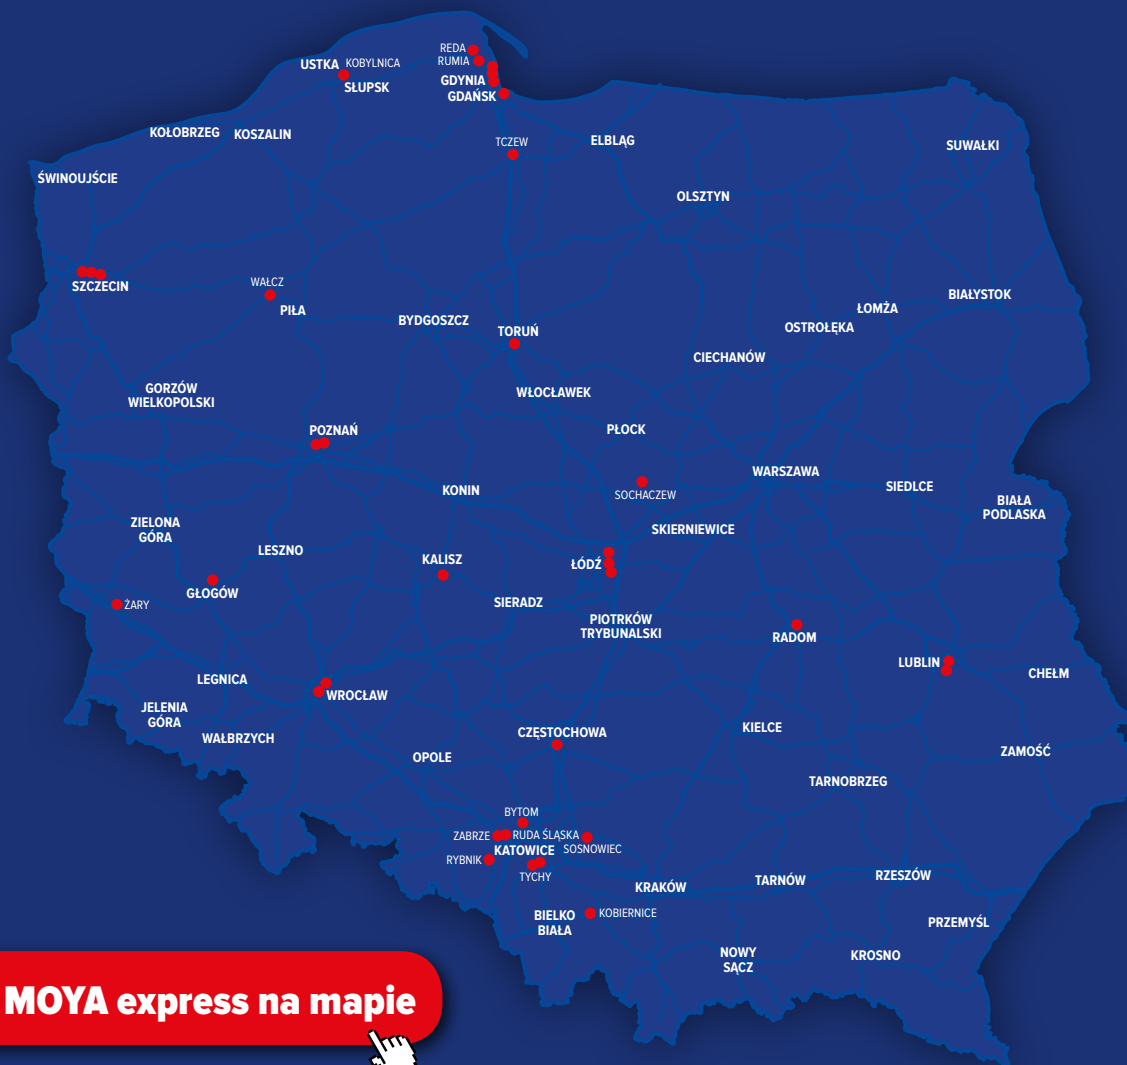 REDA
RUMIA
USTKA
KOBYLNICA
GDYNIA
SŁUPSK
GDAŃSK
KOŁOBRZEG
KOSZALIN
TCZEW
ELBLĄG
SUWAŁKI
ŚWINOUJŚCIE
OLSZTYN
SZCZECIN
WAŁCZ
PIŁA
BIAŁYSTOK
ŁOMŻA
BYDGOSZCZ
TORUŃ
OSTROŁĘKA
CIECHANÓW
GORZÓW
WIELKOPOLSKI
WŁOCŁAWEK
POZNAŃ
PŁOCK
WARSZAWA
KONIN
SOCHACZEW
SIEDLCE
BIAŁA
PODLASKA
ZIELONA
GÓRA
SKIERNIEWICE
LESZNO
KALISZ
ŁÓDŹ
GŁOGÓW
ŻARY
SIERADZ
PIOTRKÓW
TRYBUNALSKI
RADOM
LUBLIN
CHEŁM
LEGNICA
WROCŁAW
JELENIA
GÓRA
WAŁBRZYCH
CZĘSTOCHOWA
KIELCE
OPOLE
ZAMOŚĆ
TARNOBRZEG
BYTOM
ZABRZE
RUDA ŚLĄSKA
SOSNOWIEC
KATOWICE
RYBNIK
TYCHY
KRAKÓW
TARNÓW
RZESZÓW
BIELKO
BIAŁA
KOBIERNICE
PRZEMYŚL
NOWY
SĄCZ
KROSNO
MOYA express na mapie